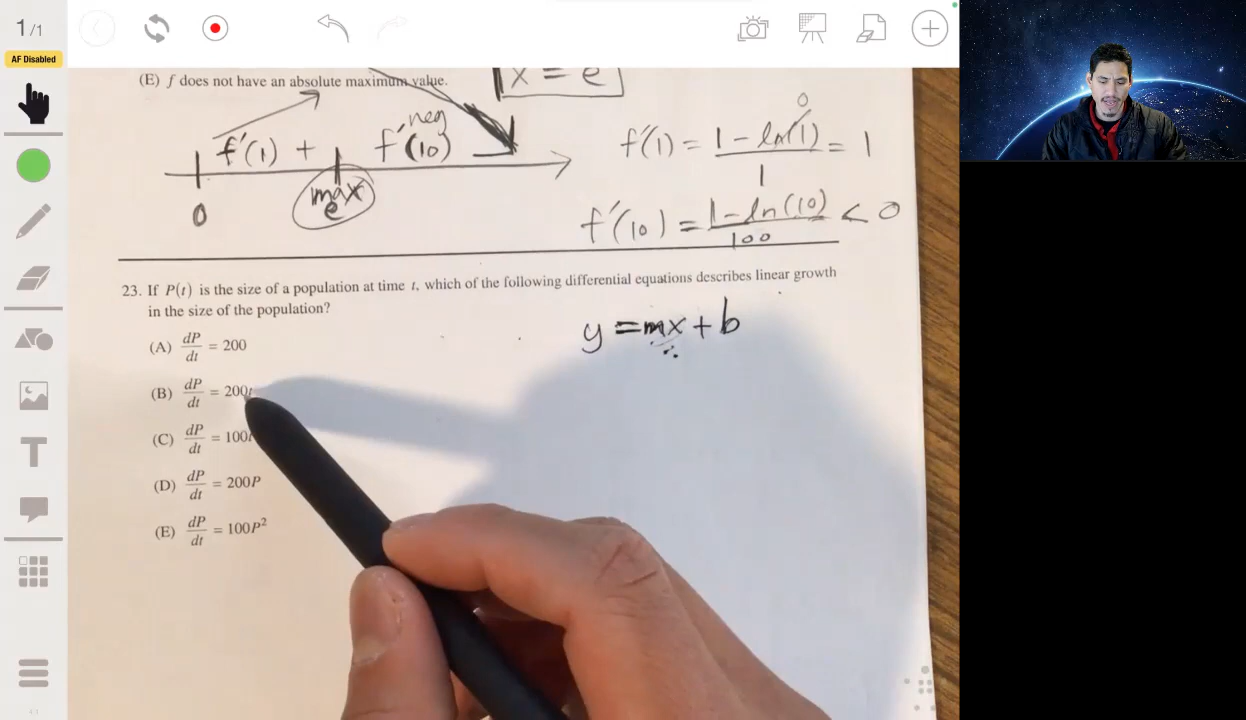 1/1
AF Disabled
(E) f does not have an absolute maximum value.
x = e
f'(1) +
neg
f'(10)
0
max
e
0
f'(1) = 1 - ln(1) / 1 = 1
f'(10) = 1 - ln(10) / 100 < 0
23. If P(t) is the size of a population at time t, which of the following differential equations describes linear growth
in the size of the population?
y = mx + b
(A) dP/dt = 200
(B) dP/dt = 200t
(C) dP/dt = 100
(D) dP/dt = 200P
(E) dP/dt = 100P²
T